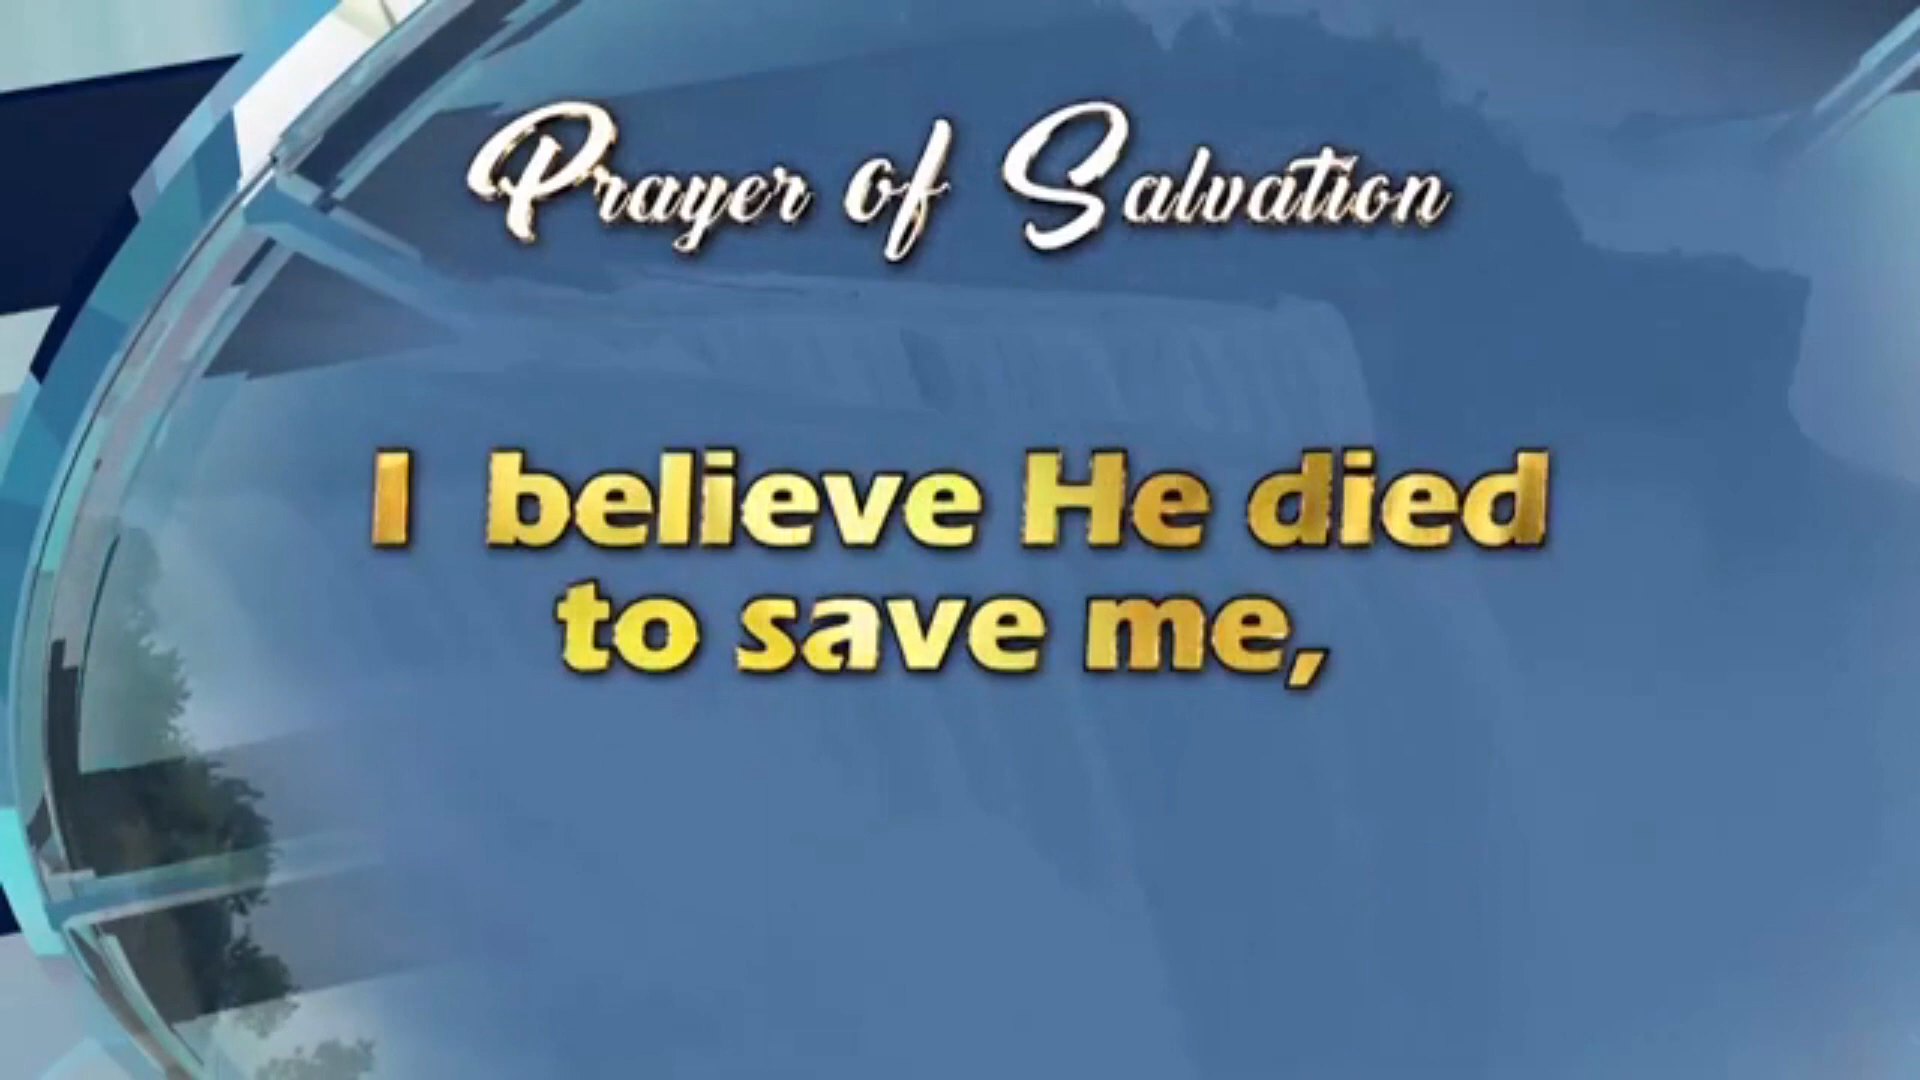 Prayer of Salvation
I believe He died
to save me,